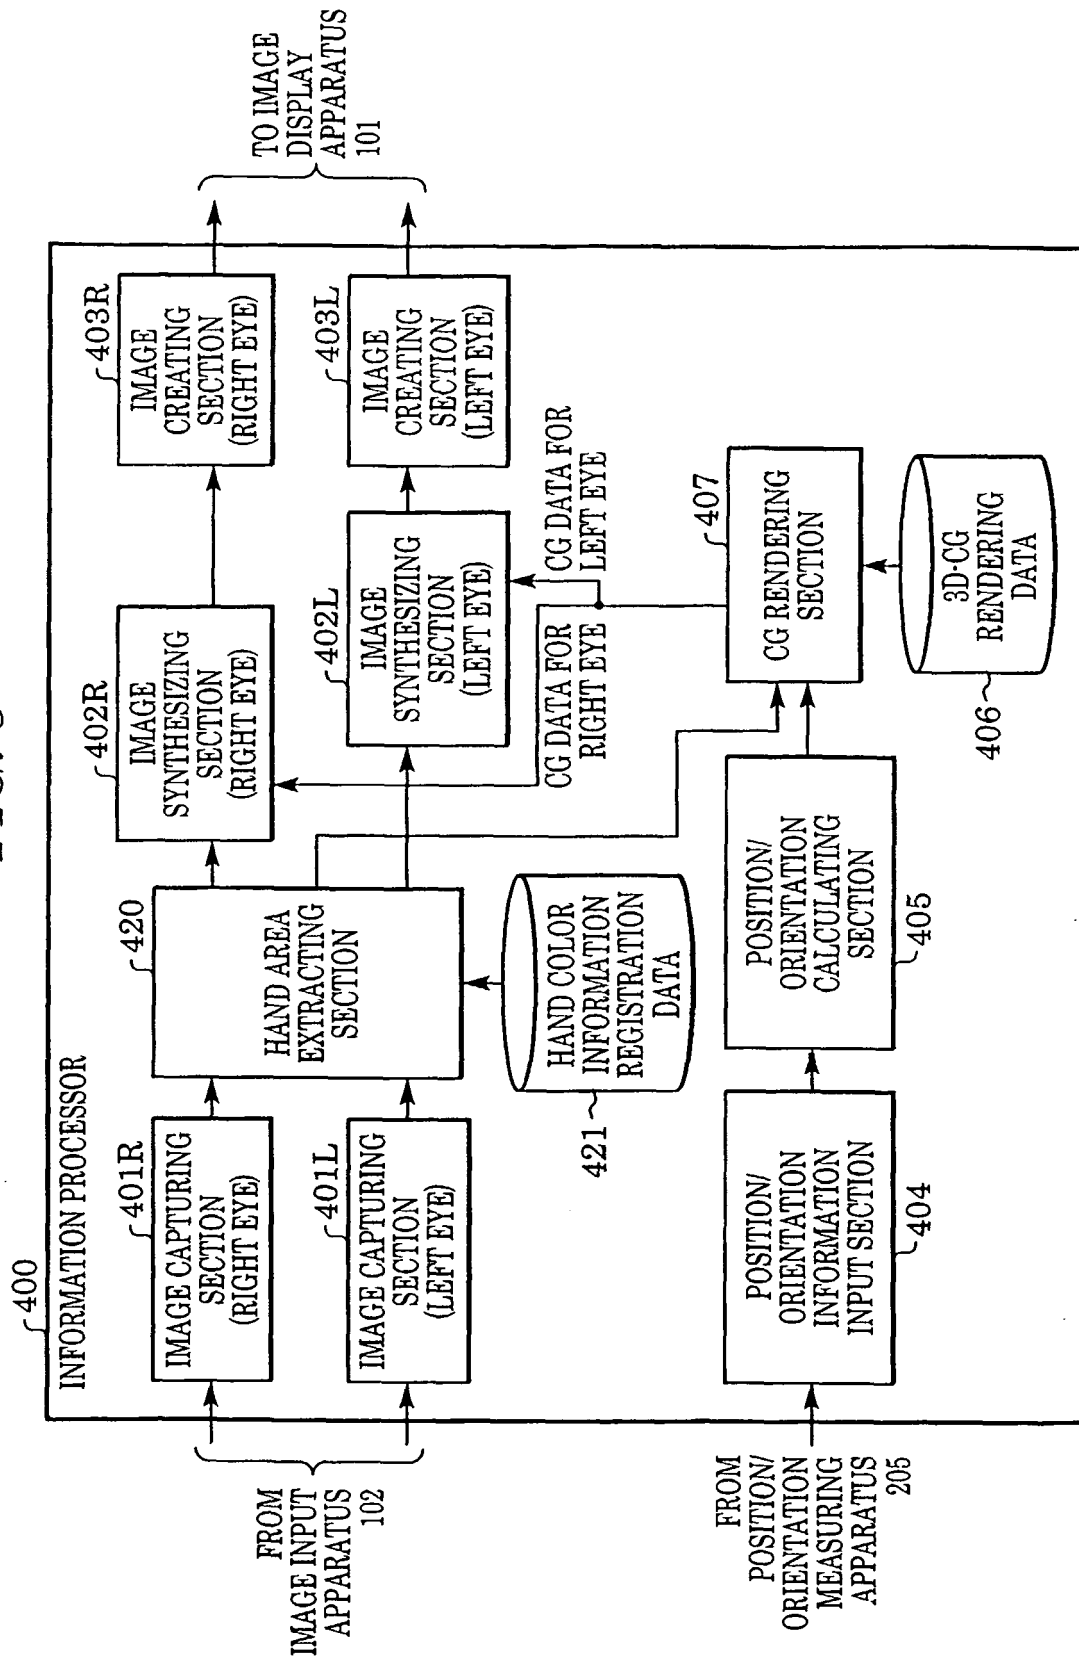 400
INFORMATION PROCESSOR
FROM
IMAGE INPUT
APPARATUS
102
401R
IMAGE CAPTURING
SECTION
(RIGHT EYE)
401L
IMAGE CAPTURING
SECTION
(LEFT EYE)
420
HAND AREA
EXTRACTING
SECTION
421
HAND COLOR
INFORMATION
REGISTRATION
DATA
402R
IMAGE
SYNTHESIZING
SECTION
(RIGHT EYE)
402L
IMAGE
SYNTHESIZING
SECTION
(LEFT EYE)
403R
IMAGE
CREATING
SECTION
(RIGHT EYE)
403L
IMAGE
CREATING
SECTION
(LEFT EYE)
TO IMAGE
DISPLAY
APPARATUS
101
CG DATA FOR
RIGHT EYE
CG DATA FOR
LEFT EYE
FROM
POSITION/
ORIENTATION
MEASURING
APPARATUS
205
POSITION/
ORIENTATION
INFORMATION
INPUT SECTION
404
POSITION/
ORIENTATION
CALCULATING
SECTION
405
407
CG RENDERING
SECTION
406
3D-CG
RENDERING
DATA